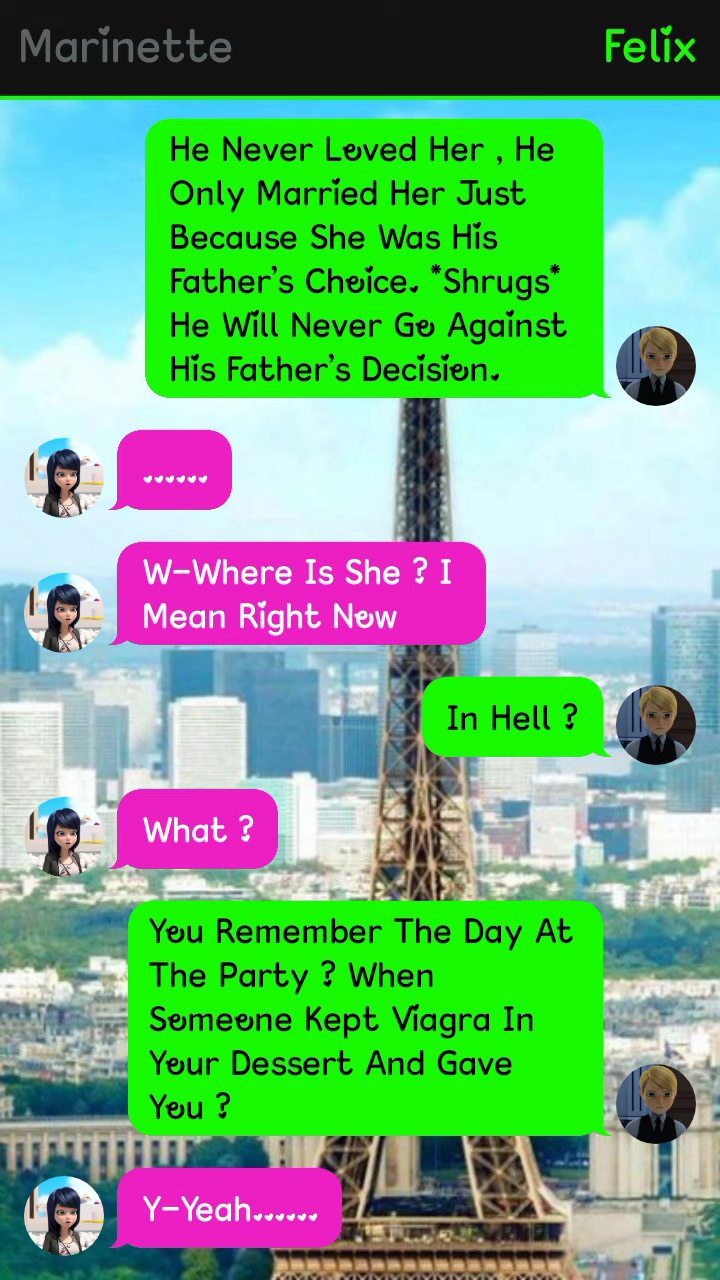 Marinette Felix
He Never Loved Her , He
Only Married Her Just
Because She Was His
Father's Choice. *Shrugs*
He Will Never Go Against
His Father's Decision.
......
W-Where Is She ? I
Mean Right Now
In Hell ?
What ?
You Remember The Day At
The Party ? When
Someone Kept Viagra In
Your Dessert And Gave
You ?
Y-Yeah......